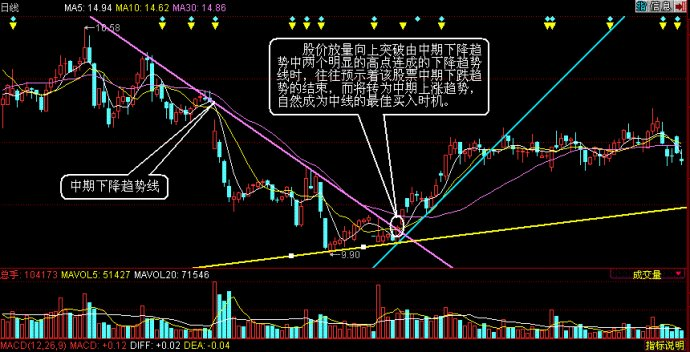 日线 MA5: 14.94 MA10: 14.62 MA30: 14.86 信息
10.58
股价放量向上突破由中期下降趋
势中两个明显的高点连成的下降趋势
线时，往往预示着该股票中期下跌趋
势的结束，而将转为中期上涨趋势，
自然成为中线的最佳买入时机。
中期下降趋势线
9.90
总手: 104173 MAVOL5: 51427 MAVOL20: 71546 成交量
MACD(12,26,9) MACD: +0.12 DIFF: +0.02 DEA: -0.04 指标说明